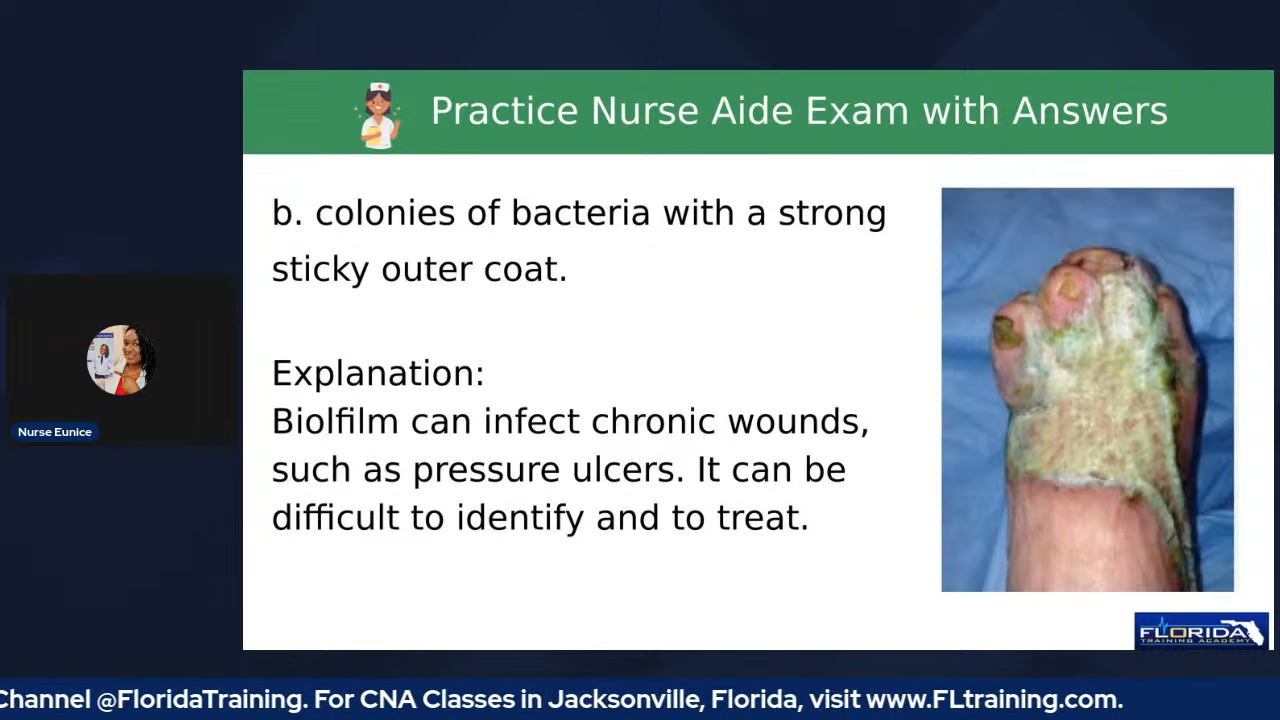 Practice Nurse Aide Exam with Answers
b. colonies of bacteria with a strong
sticky outer coat.
Explanation:
Biolfilm can infect chronic wounds,
such as pressure ulcers. It can be
difficult to identify and to treat.
Nurse Eunice
FLORIDA
TRAINING ACADEMY
Channel @FloridaTraining. For CNA Classes in Jacksonville, Florida, visit www.FLtraining.com.